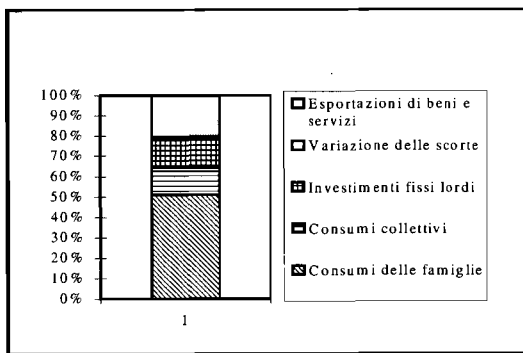 100%
90%
80%
70%
60%
50%
40%
30%
20%
10%
0%
1
Esportazioni di beni e
servizi
Variazione delle scorte
Investimenti fissi lordi
Consumi collettivi
Consumi delle famiglie